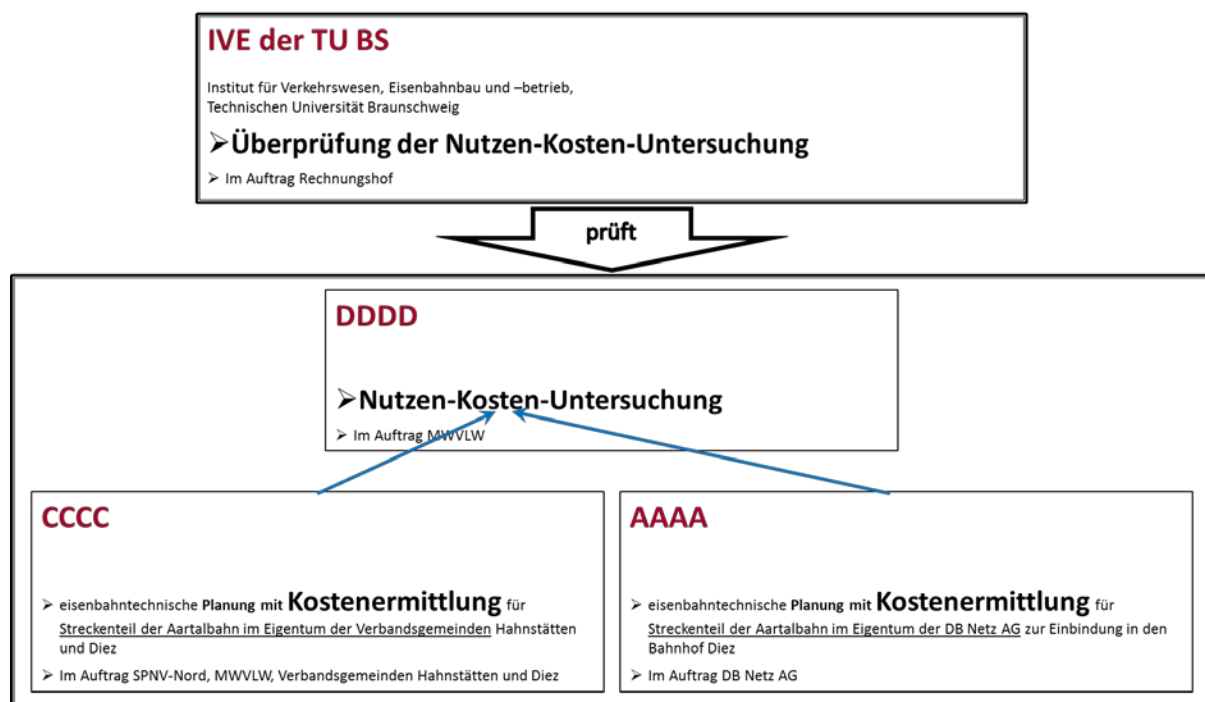 IVE der TU BS
Institut für Verkehrswesen, Eisenbahnbau und –betrieb,
Technischen Universität Braunschweig
➢Überprüfung der Nutzen-Kosten-Untersuchung
➢ Im Auftrag Rechnungshof
prüft
DDDD
➢Nutzen-Kosten-Untersuchung
➢ Im Auftrag MWVLW
CCCC
➢ eisenbahntechnische Planung mit Kostenermittlung für
Streckenteil der Aartalbahn im Eigentum der Verbandsgemeinden Hahnstätten
und Diez
➢ Im Auftrag SPNV-Nord, MWVLW, Verbandsgemeinden Hahnstätten und Diez
AAAA
➢ eisenbahntechnische Planung mit Kostenermittlung für
Streckenteil der Aartalbahn im Eigentum der DB Netz AG zur Einbindung in den
Bahnhof Diez
➢ Im Auftrag DB Netz AG